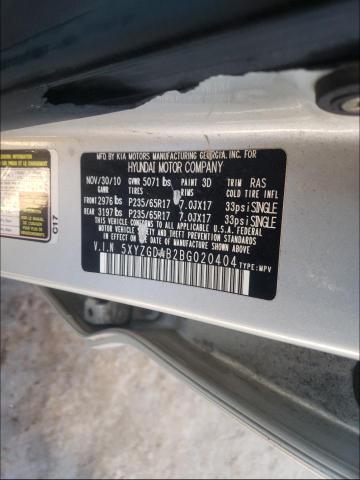 MFD BY KIA MOTORS MANUFACTURING GEORGIA, INC. FOR
HYUNDAI MOTOR COMPANY
NOV/30/10 GVWR 5071 lbs PAINT 3D TRIM RAS
GAWR TIRES RIMS COLD TIRE INFL.
FRONT 2976 lbs P235/65R17 7.0JX17 33psi SINGLE
REAR 3197 lbs P235/65R17 7.0JX17 33psi SINGLE
THIS VEHICLE CONFORMS TO ALL APPLICABLE U.S.A. FEDERAL
MOTOR VEHICLE SAFETY AND
THEFT PREVENTION STANDARDS IN EFFECT ON THE DATE OF
MANUFACTURE SHOWN ABOVE.
V.I.N 5XYZGDAB2BG020404
TYPE: MPV
C17